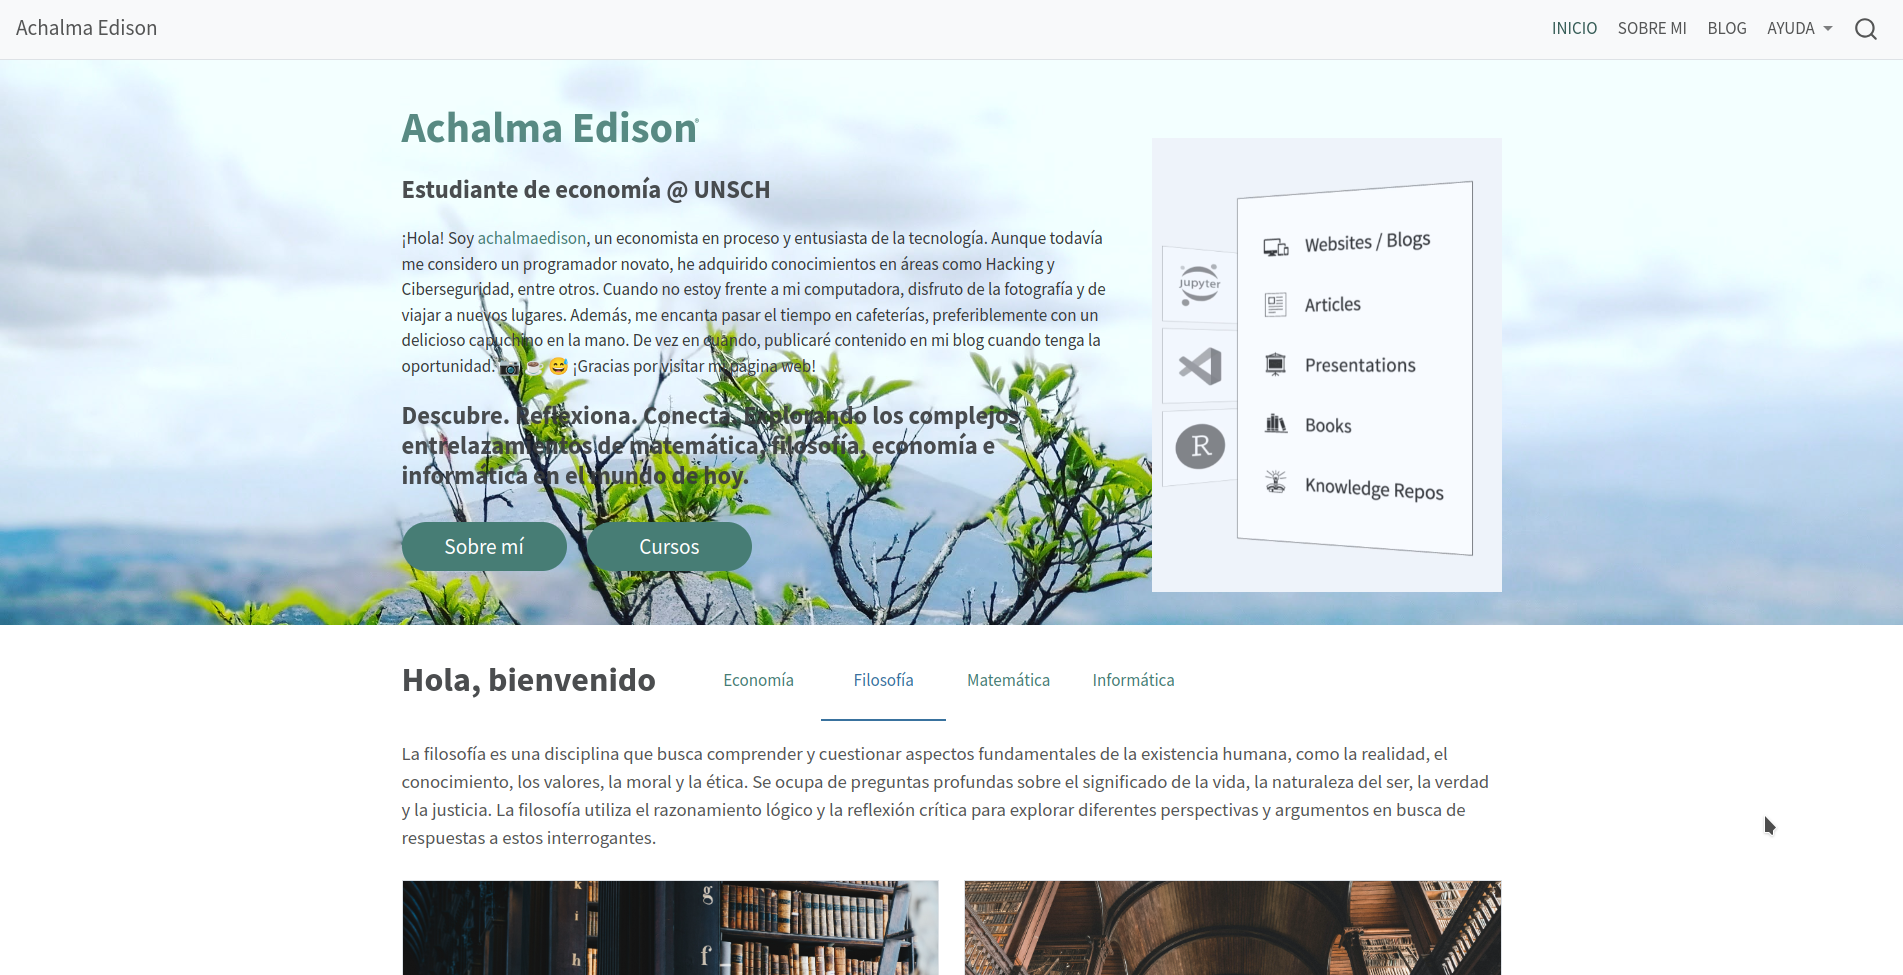 Achalma Edison
INICIO SOBRE MI BLOG AYUDA
Achalma Edison
Estudiante de economía @ UNSCH
¡Hola! Soy achalmaedison, un economista en proceso y entusiasta de la tecnología. Aunque todavía
me considero un programador novato, he adquirido conocimientos en áreas como Hacking y
Ciberseguridad, entre otros. Cuando no estoy frente a mi computadora, disfruto de la fotografía y de
viajar a nuevos lugares. Además, me encanta pasar el tiempo en cafeterías, preferiblemente con un
delicioso capuchino en la mano. De vez en cuando, publicaré contenido en mi blog cuando tenga la
oportunidad. 📷 ☕ 😅 ¡Gracias por visitar mi página web!
Descubre. Reflexiona. Conecta. Explorando los complejos
entrelazamientos de matemática, filosofía, economía e
informática en el mundo de hoy.
Sobre mí Cursos
Jupyter
R
Websites / Blogs
Articles
Presentations
Books
Knowledge Repos
Hola, bienvenido
Economía Filosofía Matemática Informática
La filosofía es una disciplina que busca comprender y cuestionar aspectos fundamentales de la existencia humana, como la realidad, el
conocimiento, los valores, la moral y la ética. Se ocupa de preguntas profundas sobre el significado de la vida, la naturaleza del ser, la verdad
y la justicia. La filosofía utiliza el razonamiento lógico y la reflexión crítica para explorar diferentes perspectivas y argumentos en busca de
respuestas a estos interrogantes.
k
i
h
g
f